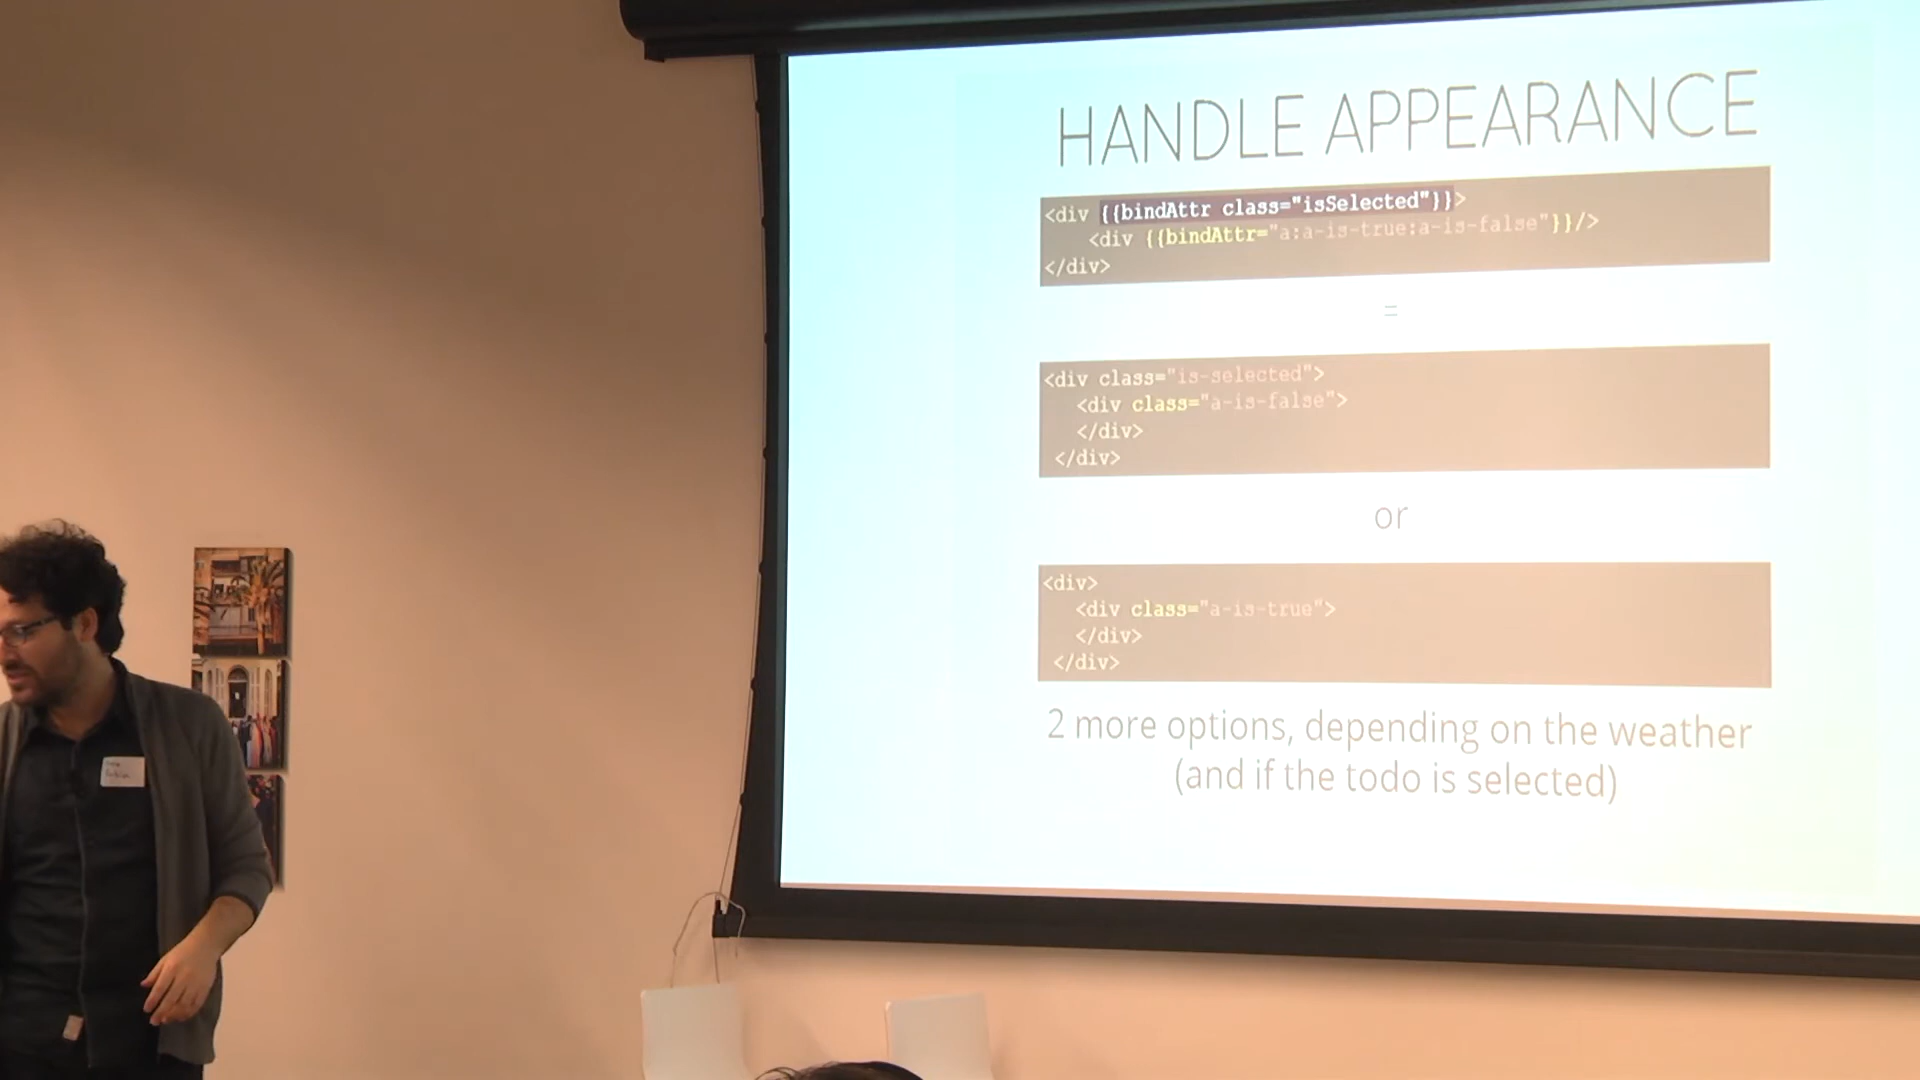 HANDLE APPEARANCE
<div {{bindAttr class="isSelected"}}>
<div {{bindAttr="a:a-is-true:a-is-false"}}/>
</div>
=
<div class="is-selected">
<div class="a-is-false">
</div>
</div>
or
<div>
<div class="a-is-true">
</div>
</div>
2 more options, depending on the weather
(and if the todo is selected)